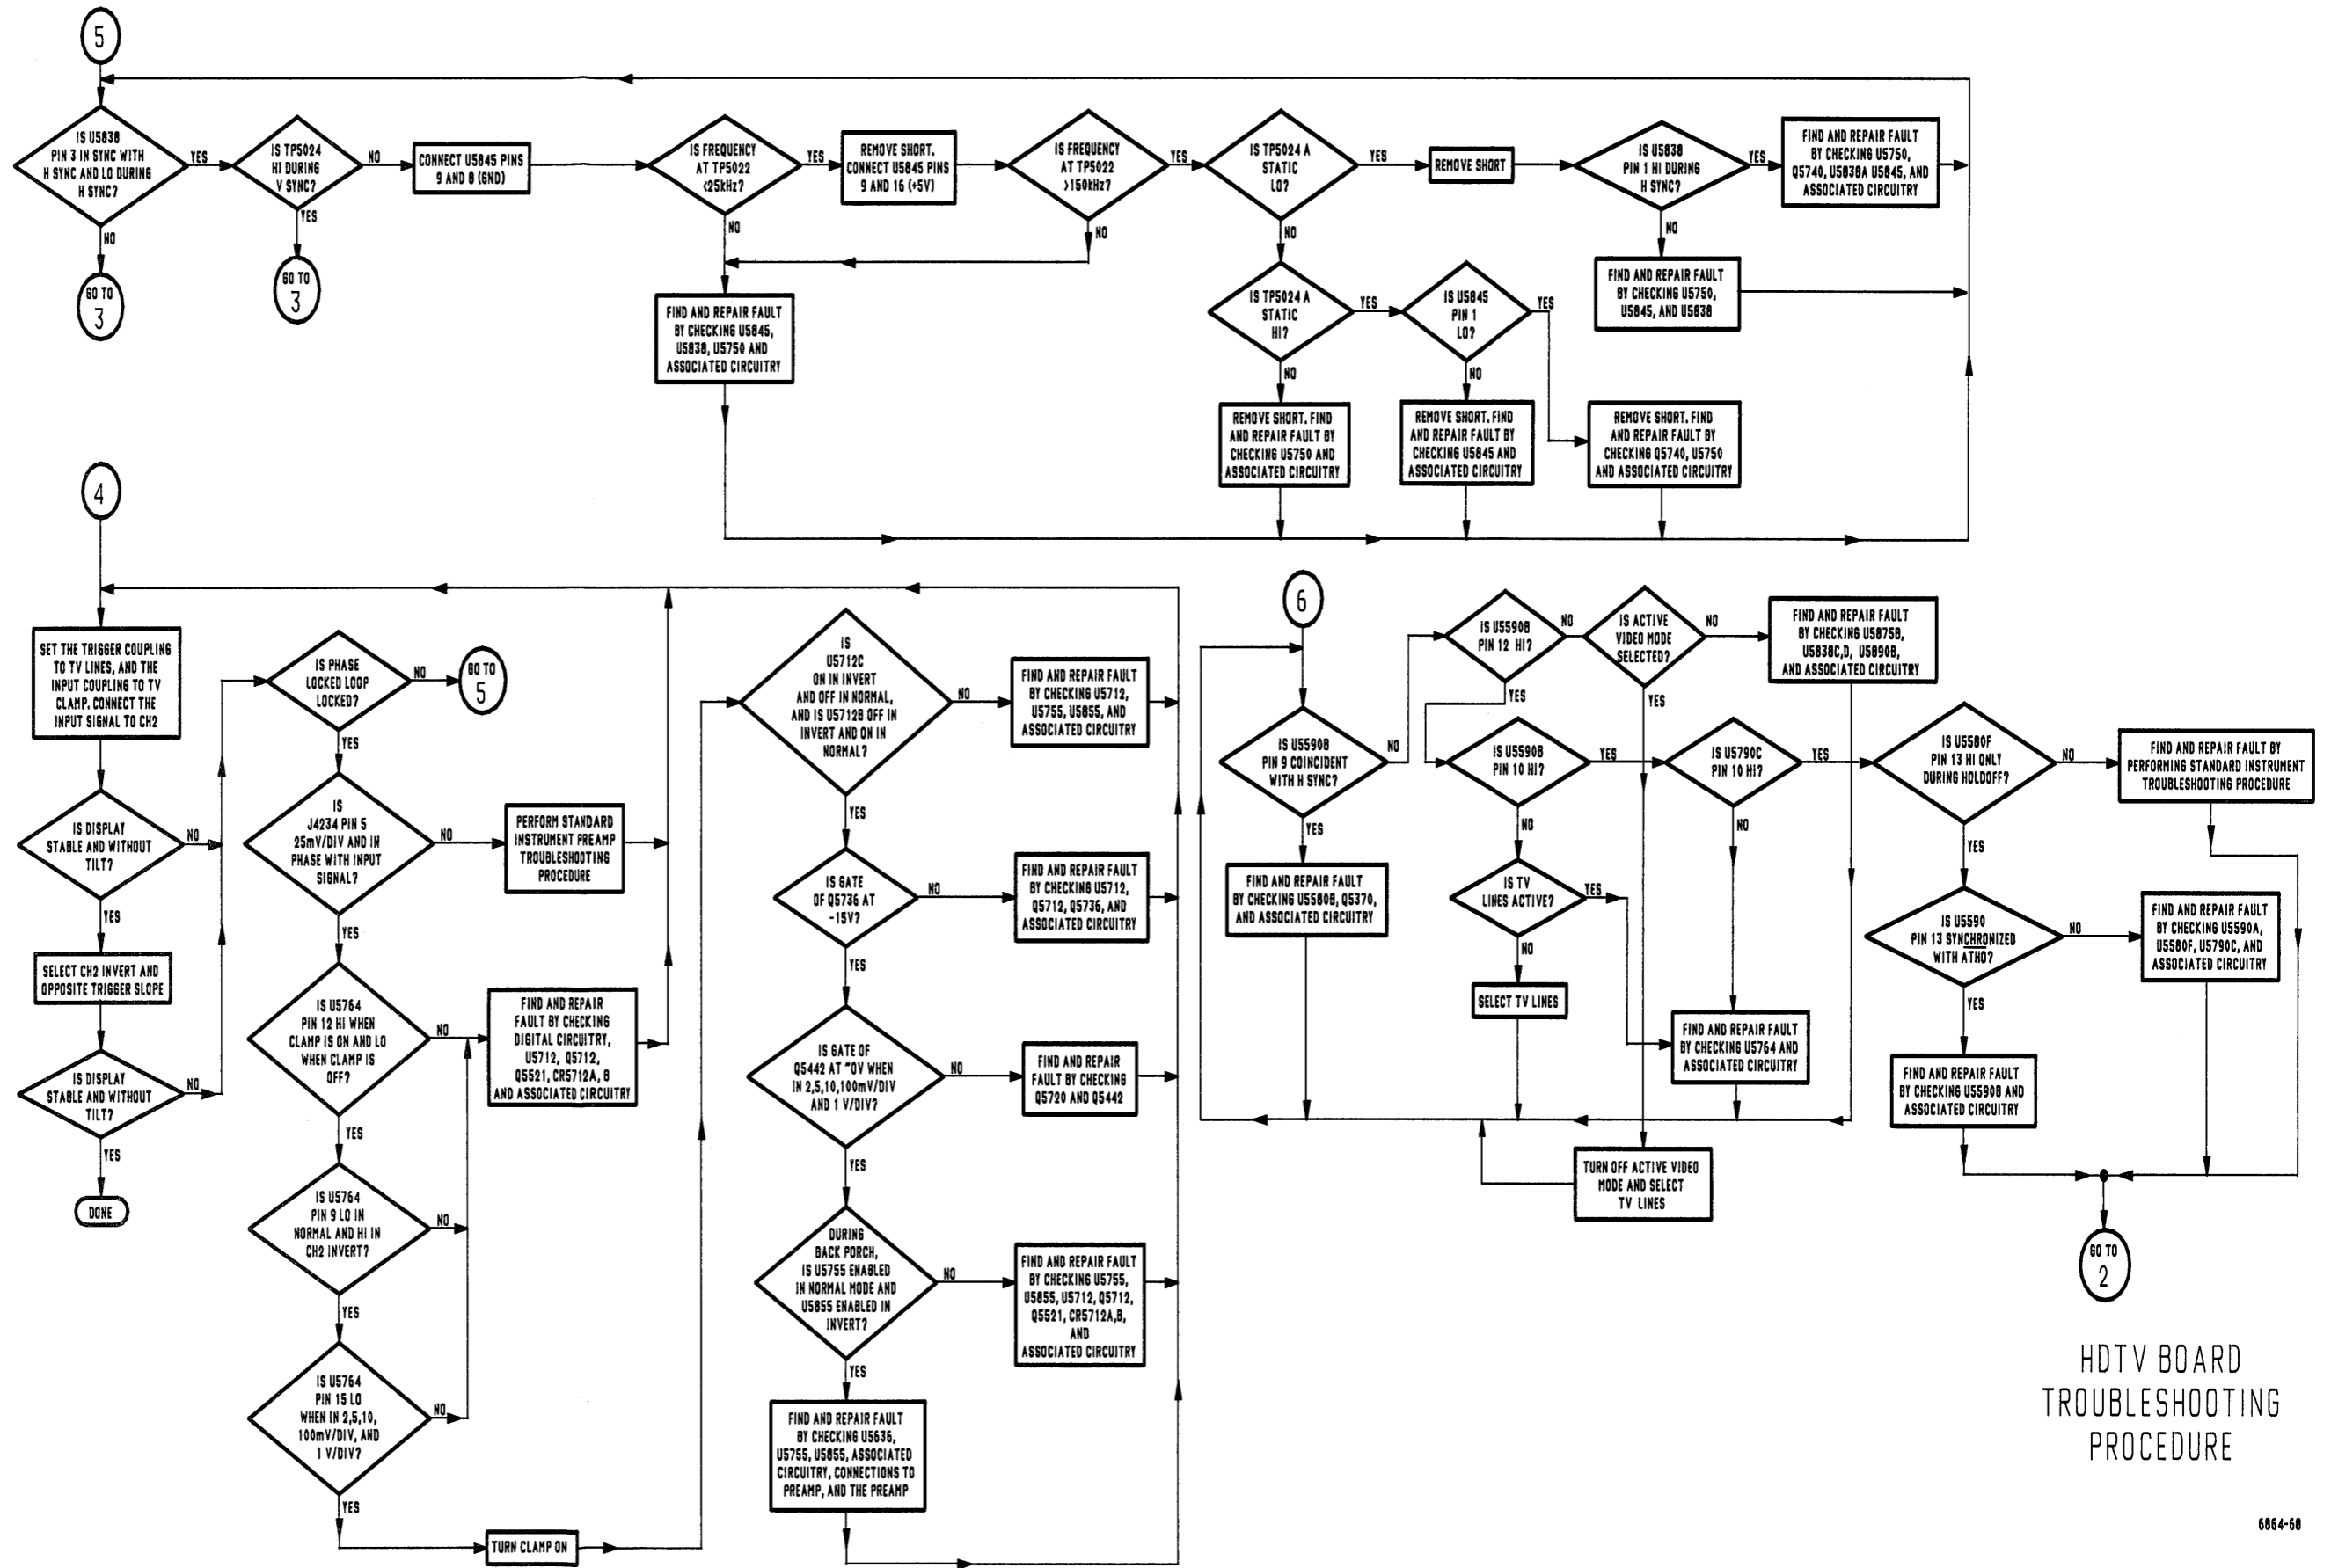 5
IS U5838
PIN 3 IN SYNC WITH
H SYNC AND LO DURING
H SYNC?
YES
NO
GO TO
3
IS TP5024
HI DURING
V SYNC?
NO
YES
GO TO
3
CONNECT U5845 PINS
9 AND 8 (GND)
IS FREQUENCY
AT TP5022
<25kHz?
YES
NO
REMOVE SHORT.
CONNECT U5845 PINS
9 AND 16 (+5V)
IS FREQUENCY
AT TP5022
>150kHz?
YES
NO
FIND AND REPAIR FAULT
BY CHECKING U5845,
U5838, U5750 AND
ASSOCIATED CIRCUITRY
IS TP5024 A
STATIC
LO?
YES
NO
REMOVE SHORT
IS U5838
PIN 1 HI DURING
H SYNC?
YES
NO
FIND AND REPAIR FAULT
BY CHECKING U5750,
Q5740, U5838A U5845, AND
ASSOCIATED CIRCUITRY
FIND AND REPAIR FAULT
BY CHECKING U5750,
U5845, AND U5838
IS TP5024 A
STATIC
HI?
YES
NO
IS U5845
PIN 1
LO?
YES
NO
REMOVE SHORT. FIND
AND REPAIR FAULT BY
CHECKING U5750 AND
ASSOCIATED CIRCUITRY
REMOVE SHORT. FIND
AND REPAIR FAULT BY
CHECKING U5845 AND
ASSOCIATED CIRCUITRY
REMOVE SHORT. FIND
AND REPAIR FAULT BY
CHECKING Q5740, U5750
AND ASSOCIATED CIRCUITRY
4
SET THE TRIGGER COUPLING
TO TV LINES, AND THE
INPUT COUPLING TO TV
CLAMP. CONNECT THE
INPUT SIGNAL TO CH2
IS DISPLAY
STABLE AND WITHOUT
TILT?
NO
YES
SELECT CH2 INVERT AND
OPPOSITE TRIGGER SLOPE
IS DISPLAY
STABLE AND WITHOUT
TILT?
NO
YES
DONE
IS PHASE
LOCKED LOOP
LOCKED?
NO
GO TO
5
YES
IS
J4234 PIN 5
25mV/DIV AND IN
PHASE WITH INPUT
SIGNAL?
NO
PERFORM STANDARD
INSTRUMENT PREAMP
TROUBLESHOOTING
PROCEDURE
YES
IS U5764
PIN 12 HI WHEN
CLAMP IS ON AND LO
WHEN CLAMP IS
OFF?
NO
FIND AND REPAIR
FAULT BY CHECKING
DIGITAL CIRCUITRY,
U5712, Q5712,
Q5521, CR5712A, B
AND ASSOCIATED CIRCUITRY
YES
IS U5764
PIN 9 LO IN
NORMAL AND HI IN
CH2 INVERT?
NO
YES
IS U5764
PIN 15 LO
WHEN IN 2,5,10,
100mV/DIV, AND
1 V/DIV?
NO
YES
TURN CLAMP ON
IS
U5712C
ON IN INVERT
AND OFF IN NORMAL,
AND IS U5712B OFF IN
INVERT AND ON IN
NORMAL?
NO
FIND AND REPAIR FAULT
BY CHECKING U5712,
U5755, U5855, AND
ASSOCIATED CIRCUITRY
YES
IS GATE
OF Q5736 AT
-15V?
NO
FIND AND REPAIR FAULT
BY CHECKING U5712,
Q5712, Q5736, AND
ASSOCIATED CIRCUITRY
YES
IS GATE OF
Q5442 AT ~0V WHEN
IN 2,5,10,100mV/DIV
AND 1 V/DIV?
NO
FIND AND REPAIR
FAULT BY CHECKING
Q5720 AND Q5442
YES
DURING
BACK PORCH,
IS U5755 ENABLED
IN NORMAL MODE AND
U5855 ENABLED IN
INVERT?
NO
FIND AND REPAIR FAULT
BY CHECKING U5755,
U5855, U5712, Q5712,
Q5521, CR5712A,B,
AND
ASSOCIATED CIRCUITRY
YES
FIND AND REPAIR FAULT
BY CHECKING U5636,
U5755, U5855, ASSOCIATED
CIRCUITRY, CONNECTIONS TO
PREAMP, AND THE PREAMP
6
IS U5590B
PIN 9 COINCIDENT
WITH H SYNC?
NO
YES
FIND AND REPAIR FAULT
BY CHECKING U5580B, Q5370,
AND ASSOCIATED CIRCUITRY
IS U5590B
PIN 12 HI?
NO
YES
IS ACTIVE
VIDEO MODE
SELECTED?
NO
YES
FIND AND REPAIR FAULT
BY CHECKING U5875B,
U5838C,D, U5890B,
AND ASSOCIATED CIRCUITRY
IS U5590B
PIN 10 HI?
YES
NO
IS U5790C
PIN 10 HI?
YES
NO
IS TV
LINES ACTIVE?
YES
NO
SELECT TV LINES
FIND AND REPAIR FAULT
BY CHECKING U5764 AND
ASSOCIATED CIRCUITRY
TURN OFF ACTIVE VIDEO
MODE AND SELECT
TV LINES
IS U5580F
PIN 13 HI ONLY
DURING HOLDOFF?
NO
FIND AND REPAIR FAULT BY
PERFORMING STANDARD INSTRUMENT
TROUBLESHOOTING PROCEDURE
YES
IS U5590
PIN 13 SYNCHRONIZED
WITH ATHO?
NO
FIND AND REPAIR FAULT
BY CHECKING U5590A,
U5580F, U5790C, AND
ASSOCIATED CIRCUITRY
YES
FIND AND REPAIR FAULT
BY CHECKING U5590B AND
ASSOCIATED CIRCUITRY
GO TO
2
HDTV BOARD
TROUBLESHOOTING
PROCEDURE
6864-68